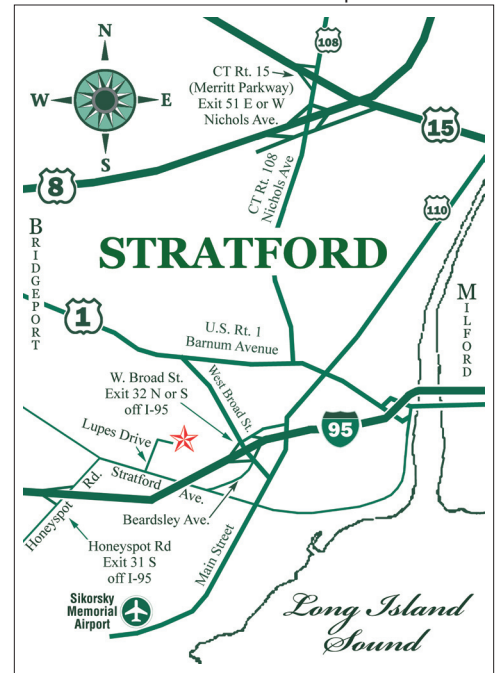 N
W
E
S
108
CT Rt. 15
(Merritt Parkway)
Exit 51 E or W
Nichols Ave.
15
8
CT Rt. 108
Nichols Ave
110
BRIDGEPORT
STRATFORD
MILFORD
1
U.S. Rt. 1
Barnum Avenue
W. Broad St.
Exit 32 N or S
off I-95
West Broad St.
95
Lupes Drive
Stratford Ave.
Honeyspot Rd.
Beardsley Ave.
Honeyspot Rd
Exit 31 S
off I-95
Main Street
Sikorsky
Memorial
Airport
Long Island
Sound